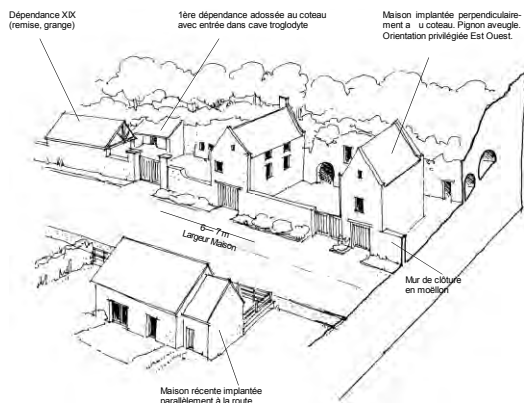 Dépendance XIX
(remise, grange)
1ère dépendance adossée au coteau
avec entrée dans cave troglodyte
Maison implantée perpendiculaire-
ment a   u coteau. Pignon aveugle.
Orientation privilégiée Est Ouest.
6—7 m
Largeur Maison
Mur de clôture
en moëllon
Maison récente implantée
parallèlement à la route